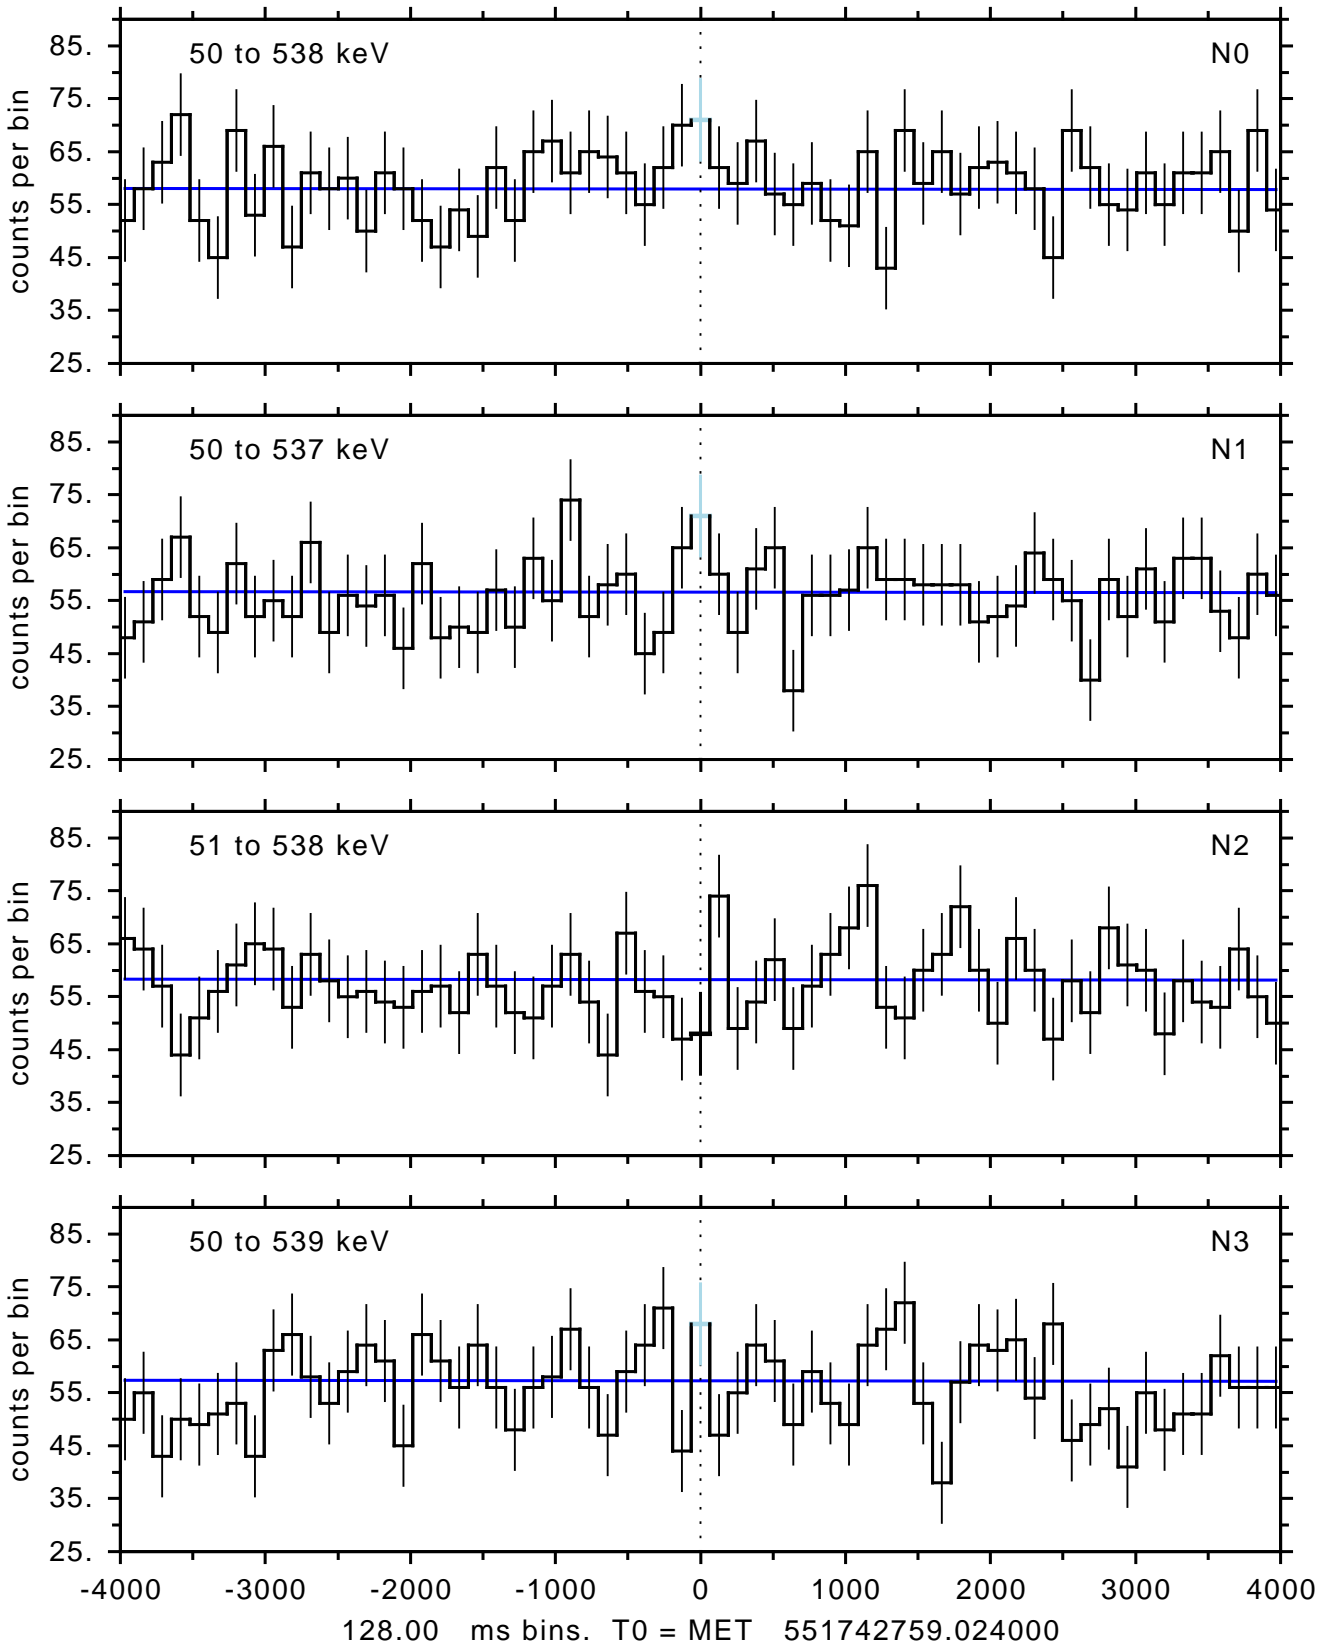 50 to 538 keV N0
85.
75.
65.
55.
45.
35.
25.
counts per bin
50 to 537 keV N1
85.
75.
65.
55.
45.
35.
25.
counts per bin
51 to 538 keV N2
85.
75.
65.
55.
45.
35.
25.
counts per bin
50 to 539 keV N3
85.
75.
65.
55.
45.
35.
25.
counts per bin
-4000 -3000 -2000 -1000 0 1000 2000 3000 4000
128.00 ms bins. T0 = MET 551742759.024000